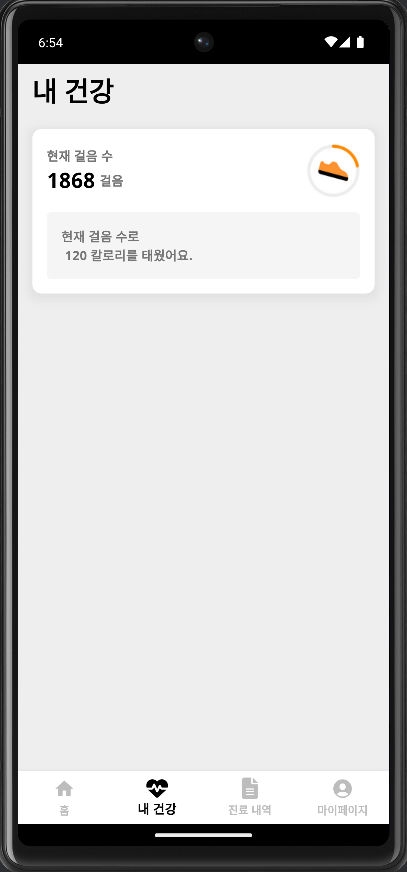 6:54
내 건강
현재 걸음 수
1868 걸음
현재 걸음 수로
120 칼로리를 태웠어요.
홈
내 건강
진료 내역
마이페이지